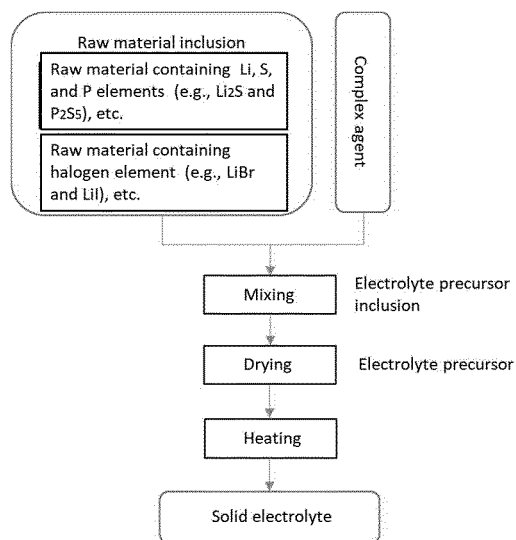 Raw material inclusion
Raw material containing Li, S,
and P elements (e.g., Li2S and
P2S5), etc.
Raw material containing
halogen element (e.g., LiBr
and LiI), etc.
Complex agent
Mixing
Electrolyte precursor
inclusion
Drying
Electrolyte precursor
Heating
Solid electrolyte